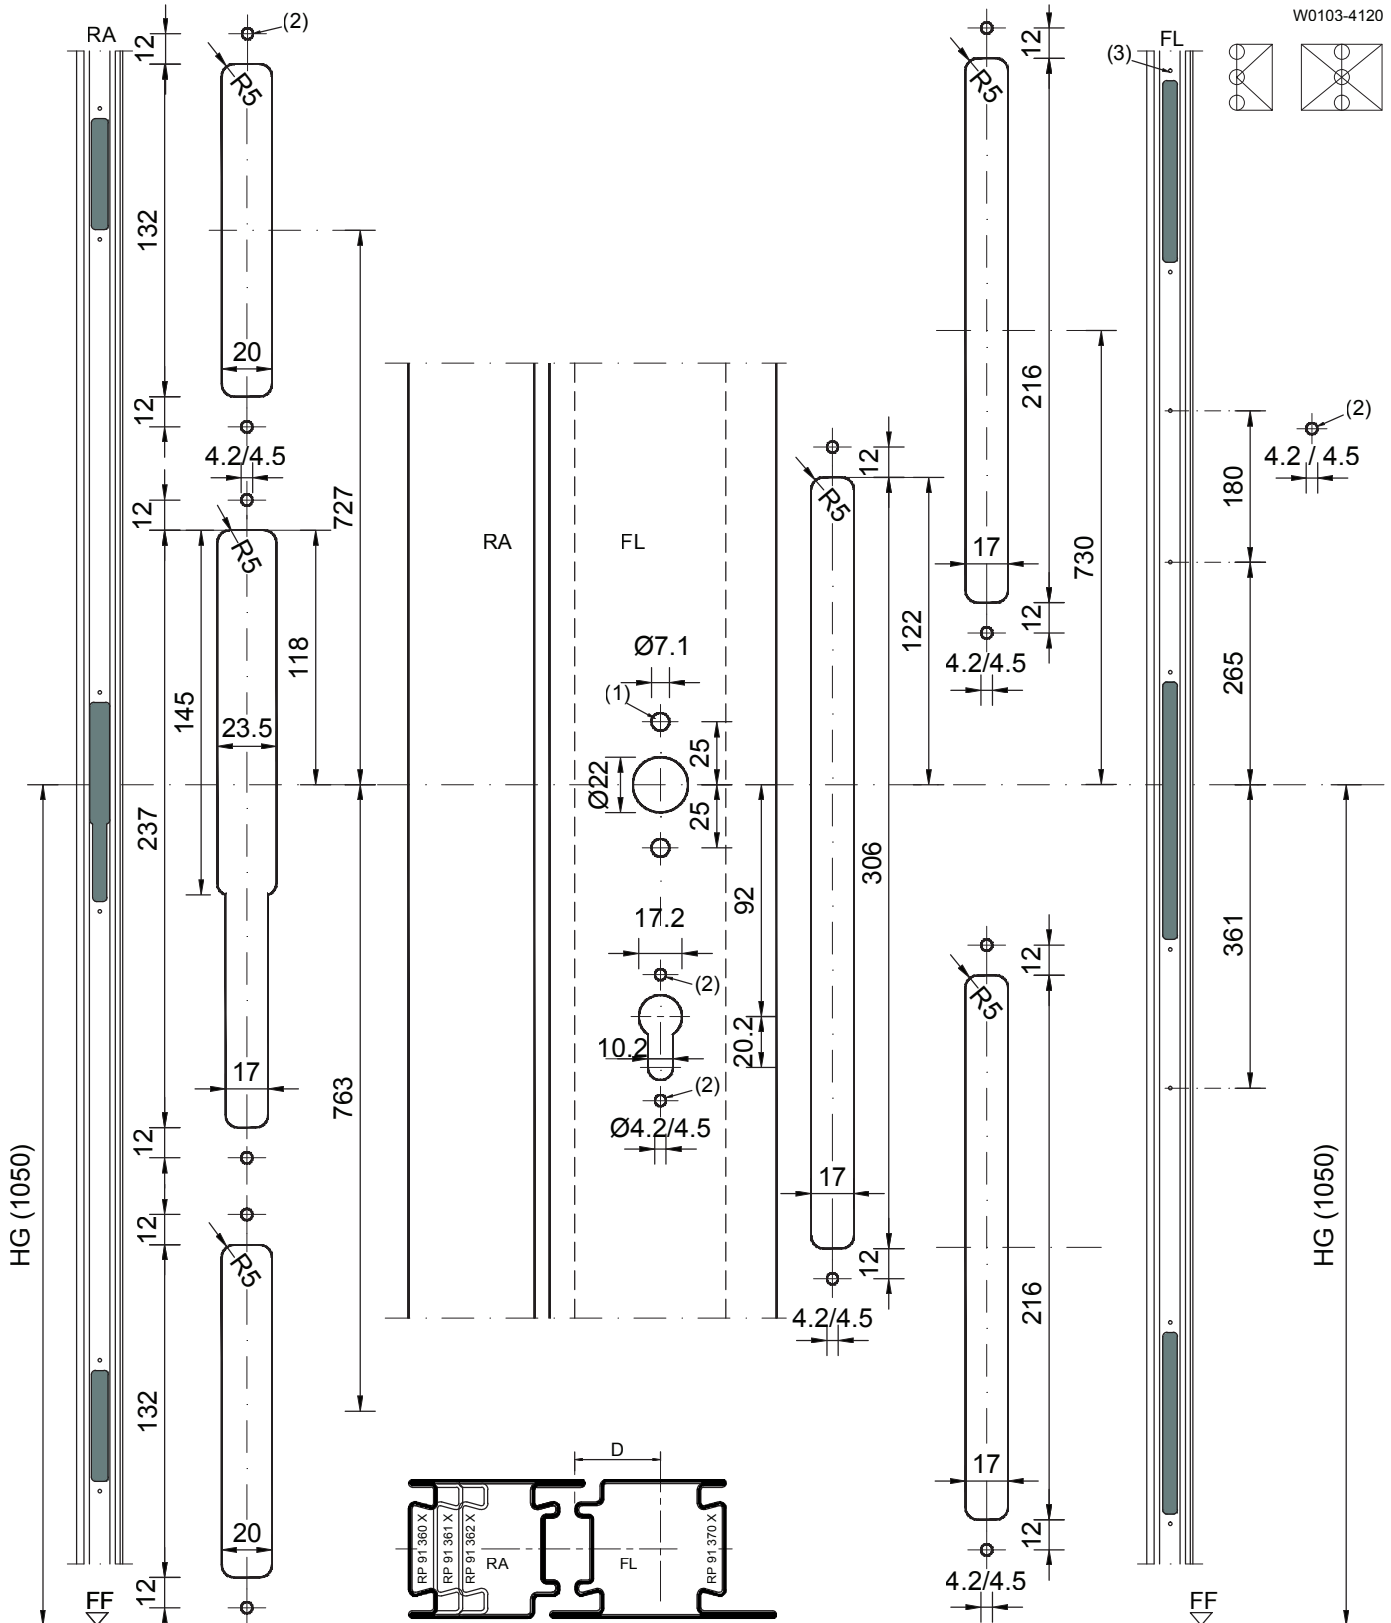 W0103-4120
RA
12
(2)
R5
132
20
12
4.2/4.5
12
R5
727
118
145
23.5
237
17
12
12
R5
763
132
20
12
HG (1050)
FF
RA
FL
Ø7.1
(1)
25
Ø22
25
92
17.2
(2)
10.2
20.2
(2)
Ø4.2/4.5
12
R5
122
306
17
12
4.2/4.5
12
R5
216
17
730
12
4.2/4.5
12
R5
216
17
12
4.2/4.5
FL
(3)
180
(2)
4.2 / 4.5
265
361
HG (1050)
FF
D
RP 91 360 X
RP 91 361 X
RP 91 362 X
RA
FL
RP 91 370 X